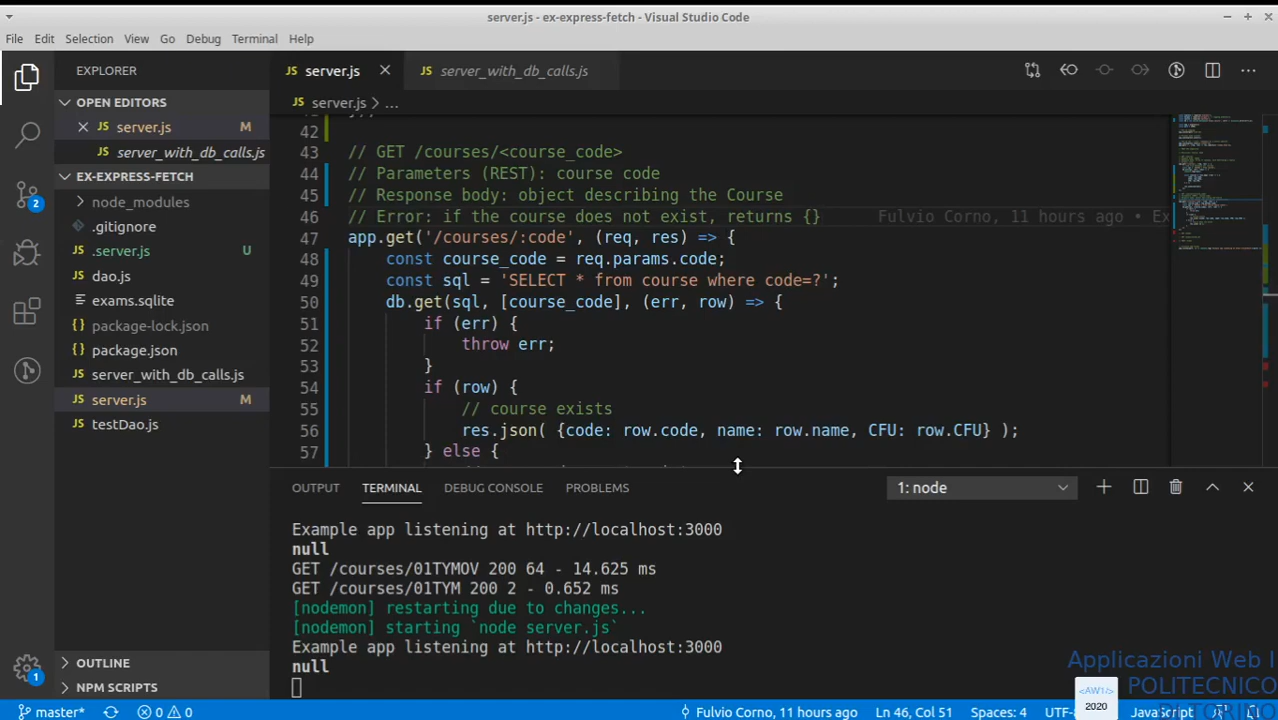 server.js - ex-express-fetch - Visual Studio Code
File Edit Selection View Go Debug Terminal Help
EXPLORER
OPEN EDITORS
JS server.js M
JS server_with_db_calls.js
EX-EXPRESS-FETCH
node_modules
.gitignore
JS .server.js U
JS dao.js
exams.sqlite
{} package-lock.json
{} package.json
JS server_with_db_calls.js
JS server.js M
JS testDao.js
OUTLINE
NPM SCRIPTS
2
1
JS server.js
JS server_with_db_calls.js
JS server.js > ...
42
43 // GET /courses/<course_code>
44 // Parameters (REST): course code
45 // Response body: object describing the Course
46 // Error: if the course does not exist, returns {} Fulvio Corno, 11 hours ago • Ex
47 app.get('/courses/:code', (req, res) => {
48 const course_code = req.params.code;
49 const sql = 'SELECT * from course where code=?';
50 db.get(sql, [course_code], (err, row) => {
51 if (err) {
52 throw err;
53 }
54 if (row) {
55 // course exists
56 res.json( {code: row.code, name: row.name, CFU: row.CFU} );
57 } else {
OUTPUT TERMINAL DEBUG CONSOLE PROBLEMS 1: node
Example app listening at http://localhost:3000
null
GET /courses/01TYMOV 200 64 - 14.625 ms
GET /courses/01TYM 200 2 - 0.652 ms
[nodemon] restarting due to changes...
[nodemon] starting `node server.js`
Example app listening at http://localhost:3000
null
Applicazioni Web I
POLITECNICO
DI TORINO
<AW1/>
2020
master* 0 0 Fulvio Corno, 11 hours ago Ln 46, Col 51 Spaces: 4 UTF-8 JavaScript